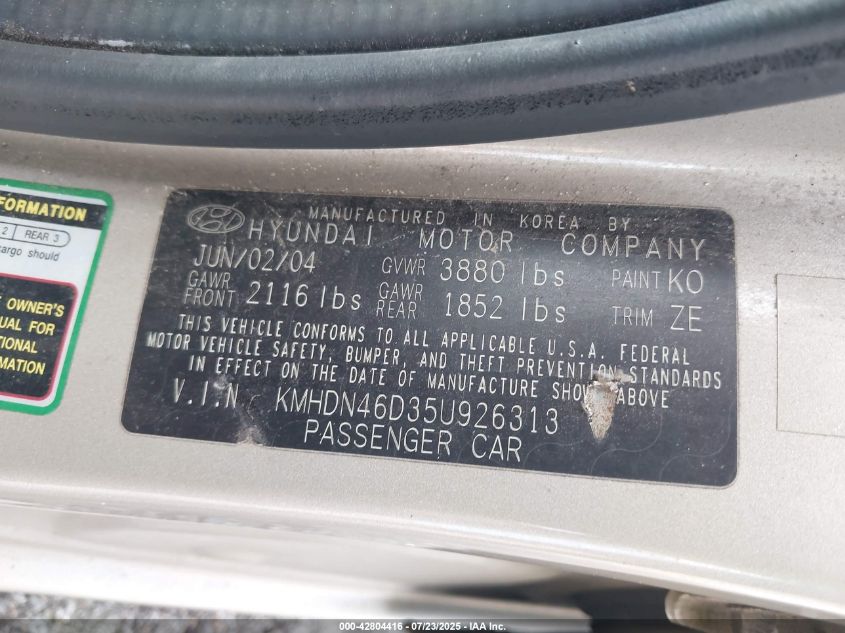 FORMATION
2 REAR 3
cargo should
OWNER'S
UAL FOR
TIONAL
RMATION
MANUFACTURED IN KOREA BY
HYUNDAI MOTOR COMPANY
JUN/02/04 GVWR 3880 lbs PAINT KO
GAWR FRONT 2116 lbs GAWR REAR 1852 lbs TRIM ZE
THIS VEHICLE CONFORMS TO ALL APPLICABLE U.S.A. FEDERAL
MOTOR VEHICLE SAFETY, BUMPER, AND THEFT PREVENTION STANDARDS
IN EFFECT ON THE DATE OF MANUFACTURE SHOWN ABOVE
V.I.N KMHDN46D35U926313
PASSENGER CAR
000-42804416 - 07/23/2025 - IAA Inc.